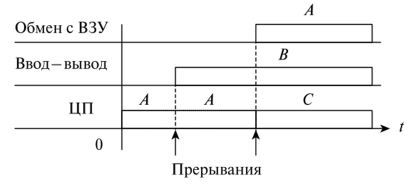 A
Обмен с ВЗУ
B
Ввод—вывод
A A C
ЦП
t
0
Прерывания